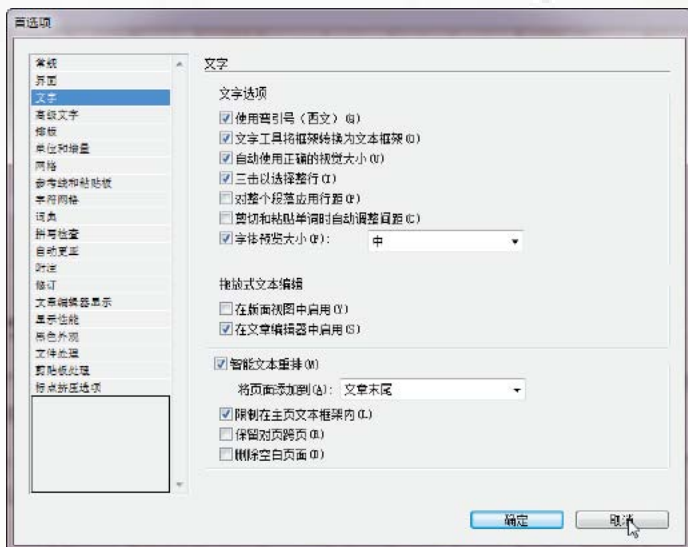 首选项
常规
界面
文字
高级文字
排版
单位和增量
网格
参考线和粘贴板
字符网格
词典
拼写检查
自动更正
附注
修订
文章编辑器显示
显示性能
黑色外观
文件处理
剪贴板处理
标点挤压选项
文字
文字选项
使用弯引号（西文）(Q)
文字工具将框架转换为文本框架(O)
自动使用正确的视觉大小(U)
三击以选择整行(T)
对整个段落应用行距(P)
剪切和粘贴单词时自动调整间距(C)
字体预览大小(F): 中
拖放式文本编辑
在版面视图中启用(Y)
在文章编辑器中启用(S)
智能文本重排(M)
将页面添加到(A): 文章末尾
限制在主页文本框架内(L)
保留对页跨页(R)
删除空白页面(D)
确定 取消